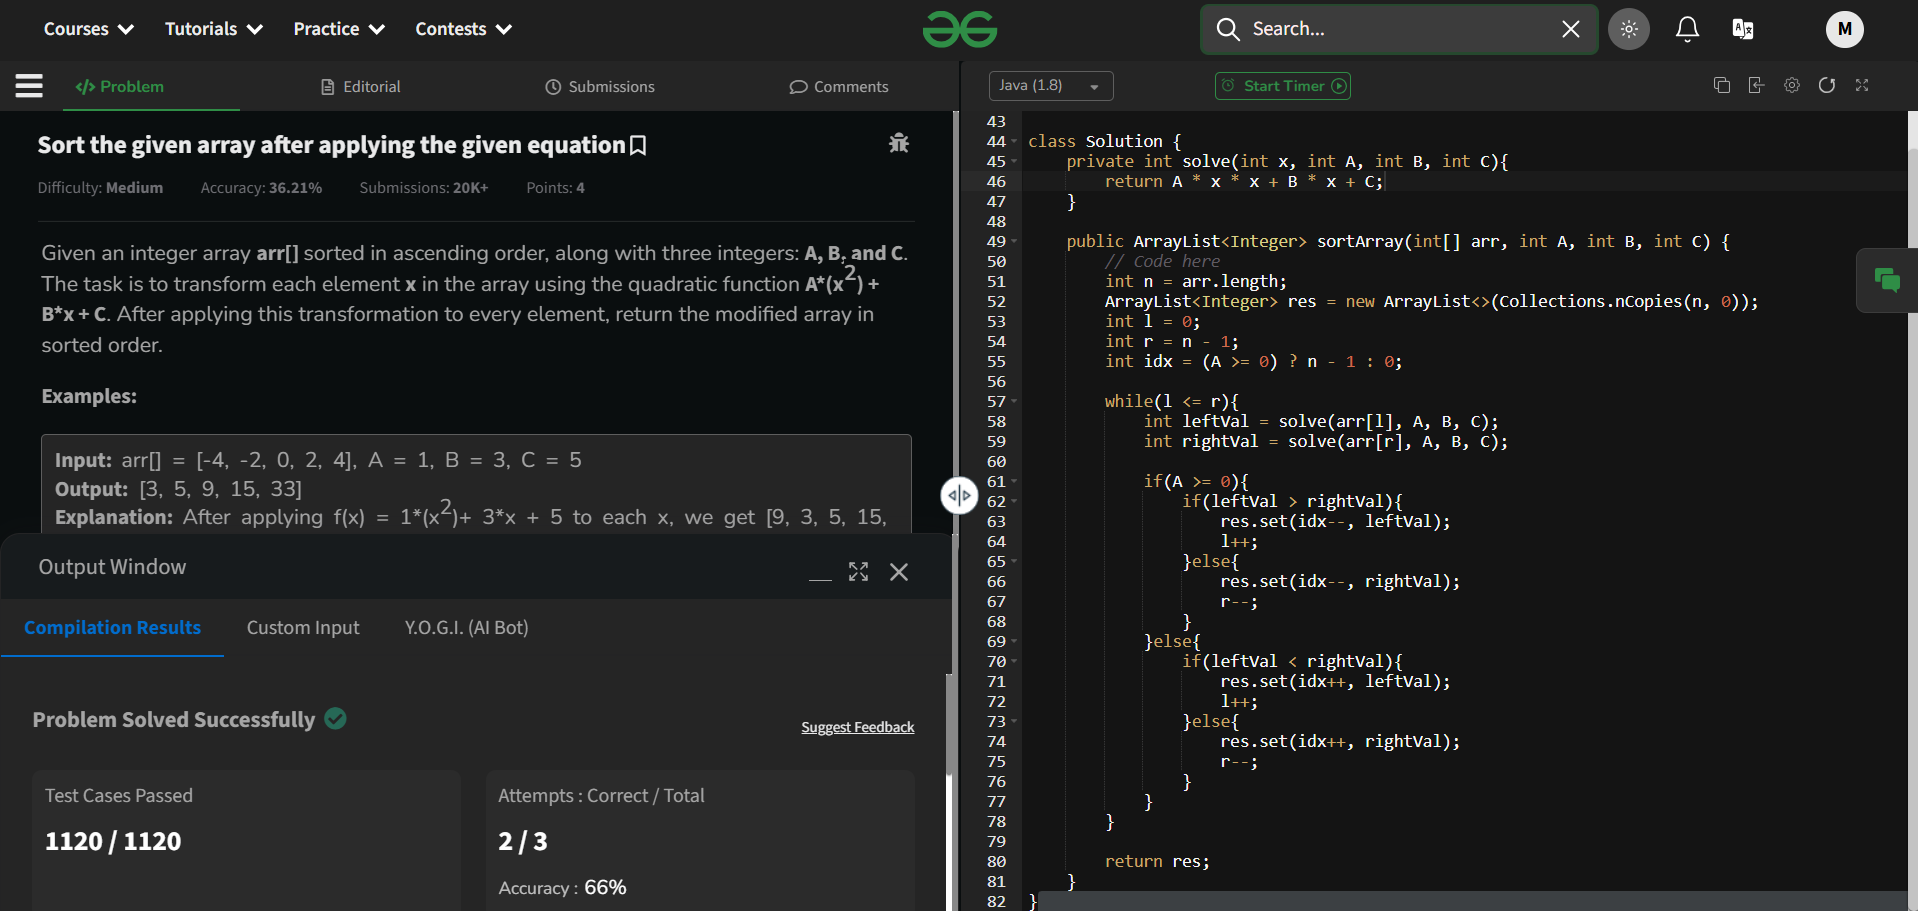 Courses Tutorials Practice Contests
Search...
M
</> Problem Editorial Submissions Comments
Java (1.8) Start Timer
Sort the given array after applying the given equation
Difficulty: Medium Accuracy: 36.21% Submissions: 20K+ Points: 4
Given an integer array arr[] sorted in ascending order, along with three integers: A, B, and C.
The task is to transform each element x in the array using the quadratic function A*(x2) +
B*x + C. After applying this transformation to every element, return the modified array in
sorted order.
Examples:
Input: arr[] = [-4, -2, 0, 2, 4], A = 1, B = 3, C = 5
Output: [3, 5, 9, 15, 33]
Explanation: After applying f(x) = 1*(x2)+ 3*x + 5 to each x, we get [9, 3, 5, 15,
Output Window
Compilation Results Custom Input Y.O.G.I. (AI Bot)
Problem Solved Successfully
Suggest Feedback
Test Cases Passed
1120 / 1120
Attempts : Correct / Total
2 / 3
Accuracy : 66%
43
44 class Solution {
45 private int solve(int x, int A, int B, int C){
46 return A * x * x + B * x + C;
47 }
48
49 public ArrayList<Integer> sortArray(int[] arr, int A, int B, int C) {
50 // Code here
51 int n = arr.length;
52 ArrayList<Integer> res = new ArrayList<>(Collections.nCopies(n, 0));
53 int l = 0;
54 int r = n - 1;
55 int idx = (A >= 0) ? n - 1 : 0;
56
57 while(l <= r){
58 int leftVal = solve(arr[l], A, B, C);
59 int rightVal = solve(arr[r], A, B, C);
60
61 if(A >= 0){
62 if(leftVal > rightVal){
63 res.set(idx--, leftVal);
64 l++;
65 }else{
66 res.set(idx--, rightVal);
67 r--;
68 }
69 }else{
70 if(leftVal < rightVal){
71 res.set(idx++, leftVal);
72 l++;
73 }else{
74 res.set(idx++, rightVal);
75 r--;
76 }
77 }
78 }
79
80 return res;
81 }
82 }